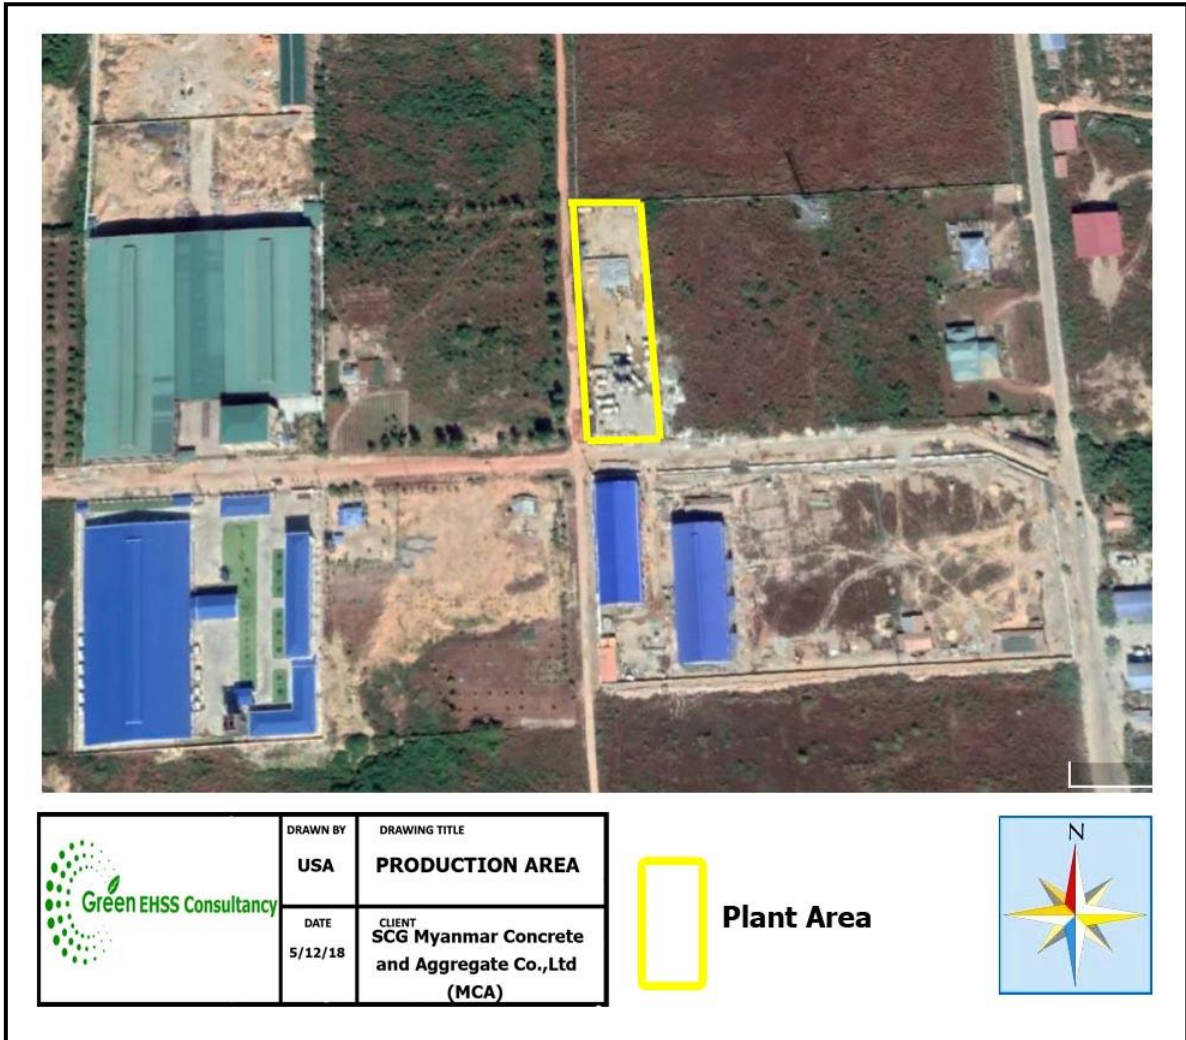 Green EHSS Consultancy
DRAWN BY
USA
DRAWING TITLE
PRODUCTION AREA
DATE
5/12/18
CLIENT
SCG Myanmar Concrete
and Aggregate Co.,Ltd
(MCA)
Plant Area
N